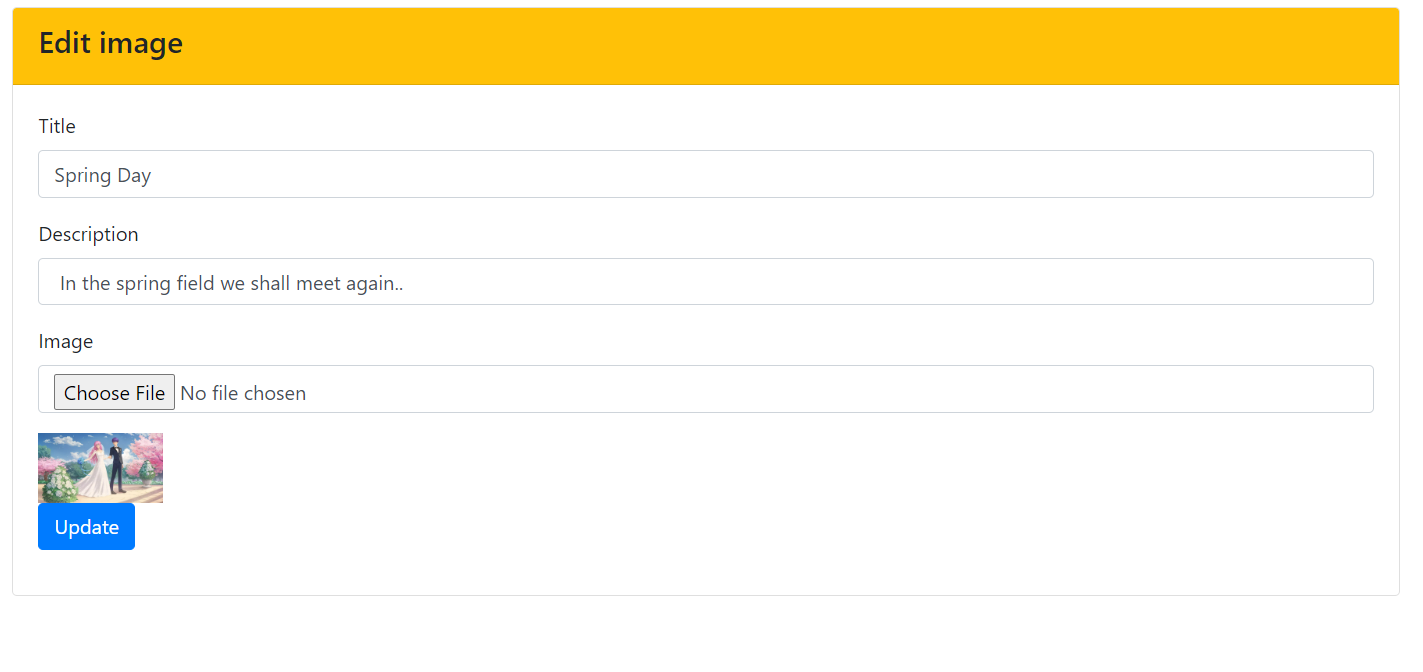 Edit image
Title
Spring Day
Description
In the spring field we shall meet again..
Image
Choose File No file chosen
Update